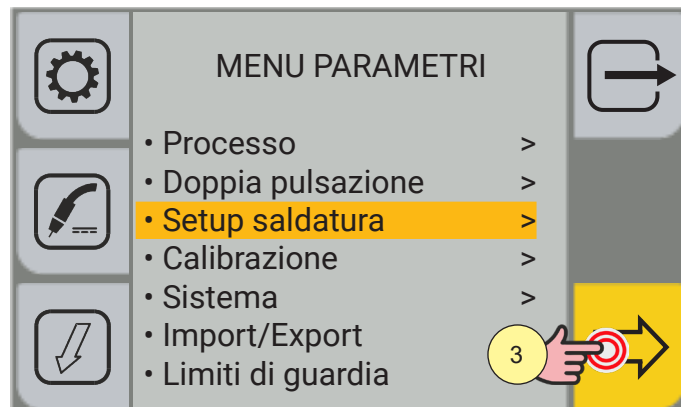 MENU PARAMETRI
• Processo >
• Doppia pulsazione >
• Setup saldatura >
• Calibrazione >
• Sistema >
• Import/Export
• Limiti di guardia
3